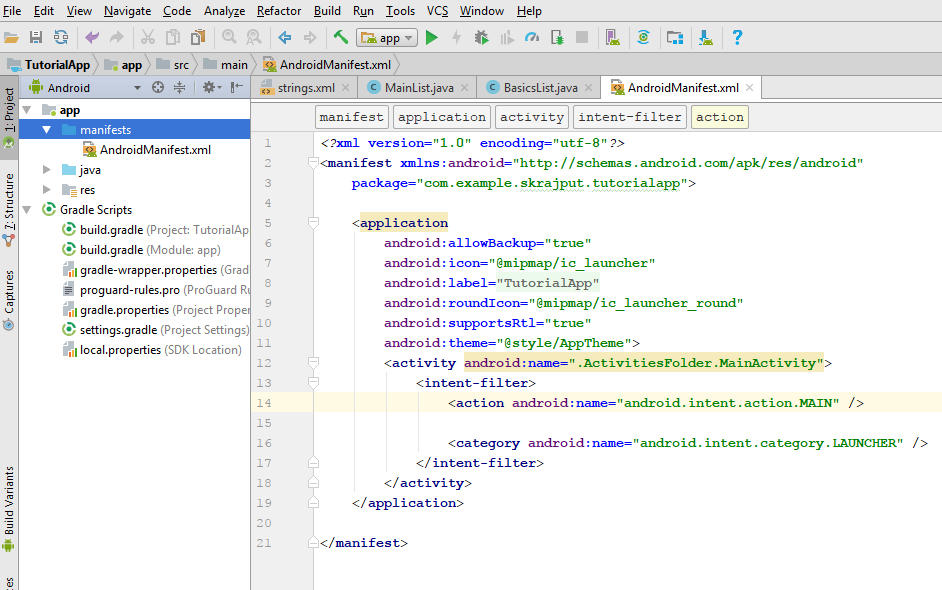 File Edit View Navigate Code Analyze Refactor Build Run Tools VCS Window Help
app
TutorialApp app src main AndroidManifest.xml
1: Project
7: Structure
Captures
Build Variants
Android
app
manifests
AndroidManifest.xml
java
res
Gradle Scripts
build.gradle (Project: TutorialAp
build.gradle (Module: app)
gradle-wrapper.properties (Grad
proguard-rules.pro (ProGuard Ru
gradle.properties (Project Proper
settings.gradle (Project Settings)
local.properties (SDK Location)
strings.xml MainList.java BasicsList.java AndroidManifest.xml
manifest application activity intent-filter action
1 <?xml version="1.0" encoding="utf-8"?>
2 <manifest xmlns:android="http://schemas.android.com/apk/res/android"
3 package="com.example.skrajput.tutorialapp">
4
5 <application
6 android:allowBackup="true"
7 android:icon="@mipmap/ic_launcher"
8 android:label="TutorialApp"
9 android:roundIcon="@mipmap/ic_launcher_round"
10 android:supportsRtl="true"
11 android:theme="@style/AppTheme">
12 <activity android:name=".ActivitiesFolder.MainActivity">
13 <intent-filter>
14 <action android:name="android.intent.action.MAIN" />
15
16 <category android:name="android.intent.category.LAUNCHER" />
17 </intent-filter>
18 </activity>
19 </application>
20
21 </manifest>